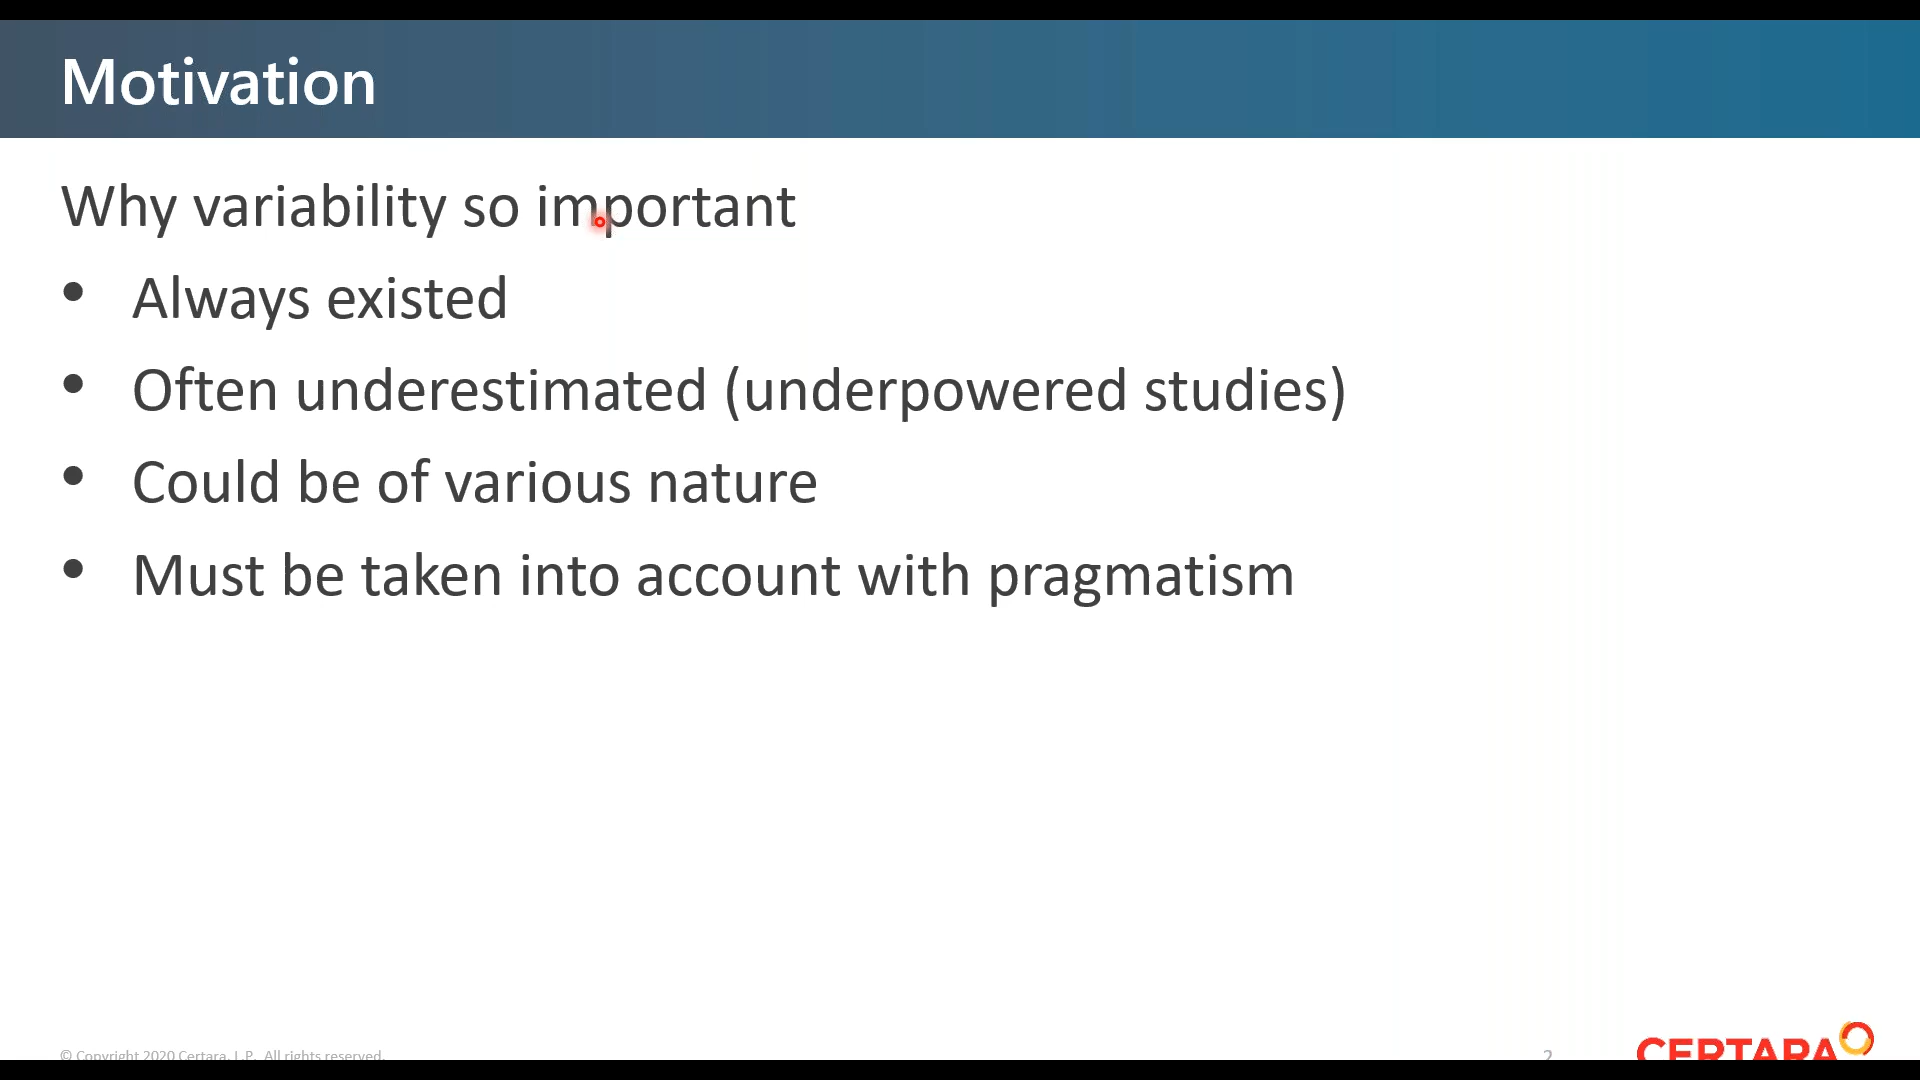 Motivation
Why variability so important
• Always existed
• Often underestimated (underpowered studies)
• Could be of various nature
• Must be taken into account with pragmatism
© Copyright 2020 Certara, L.P. All rights reserved.
2
CERTARA